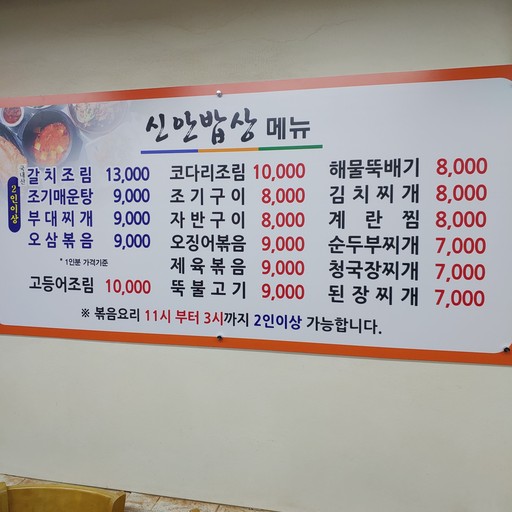 신안밥상 메뉴
국내산
2인이상
갈치조림 13,000
조기매운탕 9,000
부대찌개 9,000
오삼볶음 9,000
* 1인분 가격기준
고등어조림 10,000
코다리조림 10,000
조기구이 8,000
자반구이 8,000
오징어볶음 9,000
제육볶음 9,000
뚝불고기 9,000
해물뚝배기 8,000
김치찌개 8,000
계란찜 8,000
순두부찌개 7,000
청국장찌개 7,000
된장찌개 7,000
※ 볶음요리 11시 부터 3시까지 2인이상 가능합니다.